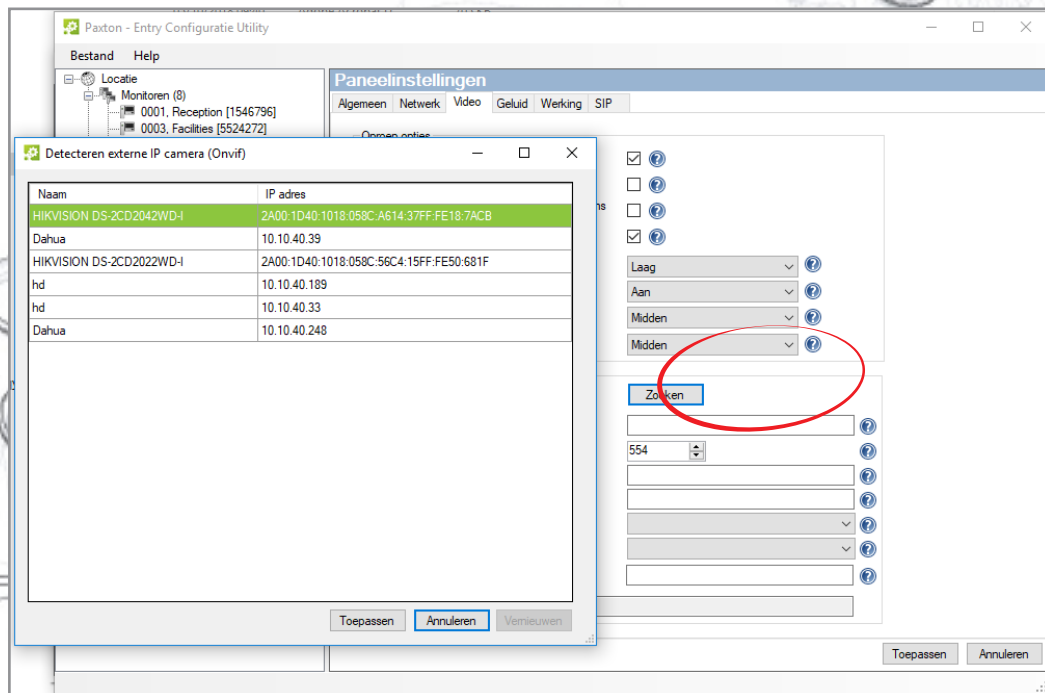 Paxton - Entry Configuratie Utility
Bestand Help
Locatie
Monitoren (8)
0001, Reception [1546796]
0003, Facilities [5524272]
Paneelinstellingen
Algemeen Netwerk Video Geluid Werking SIP
Oproep opties
Detecteren externe IP camera (Onvif)
Naam IP adres
HIKVISION DS-2CD2042WD-I 2A00:1D40:1018:058C:A614:37FF:FE18:7ACB
Dahua 10.10.40.39
HIKVISION DS-2CD2022WD-I 2A00:1D40:1018:058C:56C4:15FF:FE50:681F
hd 10.10.40.189
hd 10.10.40.33
Dahua 10.10.40.248
Toepassen Annuleren Vernieuwen
ns
Laag
Aan
Midden
Midden
Zoeken
554
Toepassen Annuleren